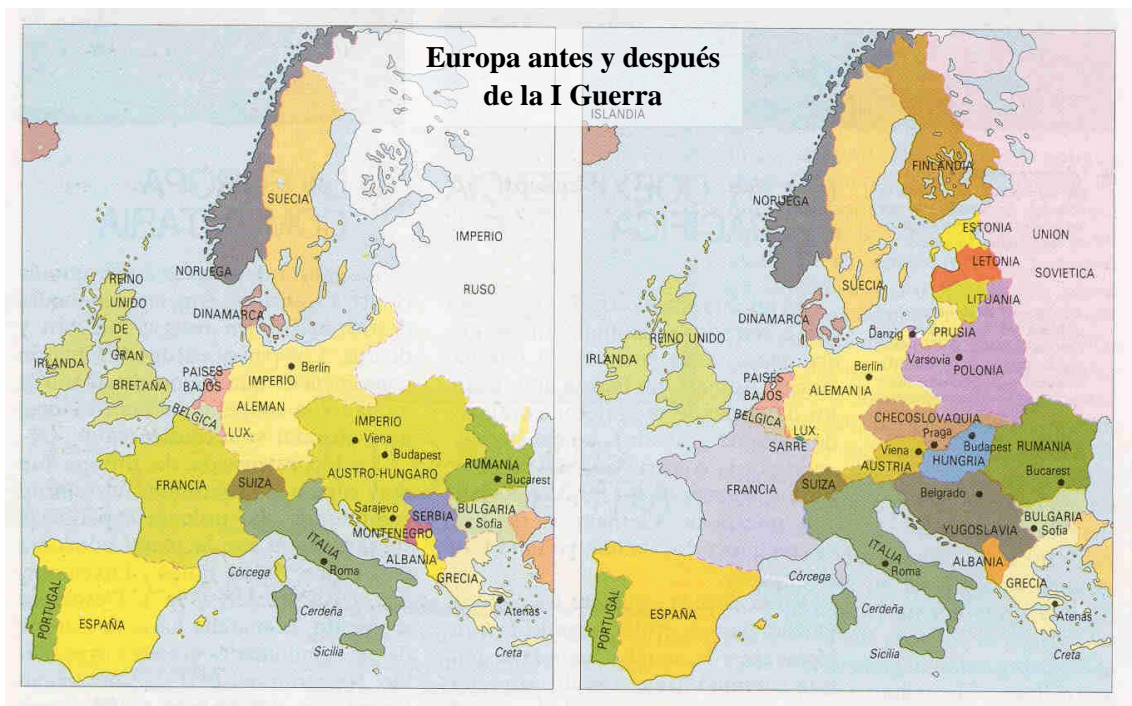 Europa antes y después
de la I Guerra
SUECIA
NORUEGA
IMPERIO
RUSO
REINO
UNIDO
DE
GRAN
BRETAÑA
IRLANDA
DINAMARCA
PAISES
BAJOS
BELGICA
LUX.
Berlín
IMPERIO
ALEMAN
IMPERIO
Viena
Budapest
AUSTRO-HUNGARO
FRANCIA
SUIZA
RUMANIA
Bucarest
Sarajevo
SERBIA
MONTENEGRO
BULGARIA
Sofia
ITALIA
Roma
ALBANIA
GRECIA
Atenas
Córcega
Cerdeña
Sicilia
Creta
PORTUGAL
ESPAÑA
ISLANDIA
FINLANDIA
NORUEGA
SUECIA
ESTONIA
UNION
LETONIA
SOVIETICA
LITUANIA
DINAMARCA
Danzig
PRUSIA
REINO UNIDO
IRLANDA
Varsovia
POLONIA
Berlín
PAISES
BAJOS
ALEMANIA
BELGICA
LUX.
SARRE
CHECOSLOVAQUIA
Praga
Viena
Budapest
AUSTRIA
HUNGRIA
RUMANIA
Bucarest
FRANCIA
SUIZA
Belgrado
YUGOSLAVIA
BULGARIA
Sofia
ITALIA
Roma
ALBANIA
GRECIA
Atenas
Córcega
Cerdeña
Sicilia
Creta
PORTUGAL
ESPAÑA